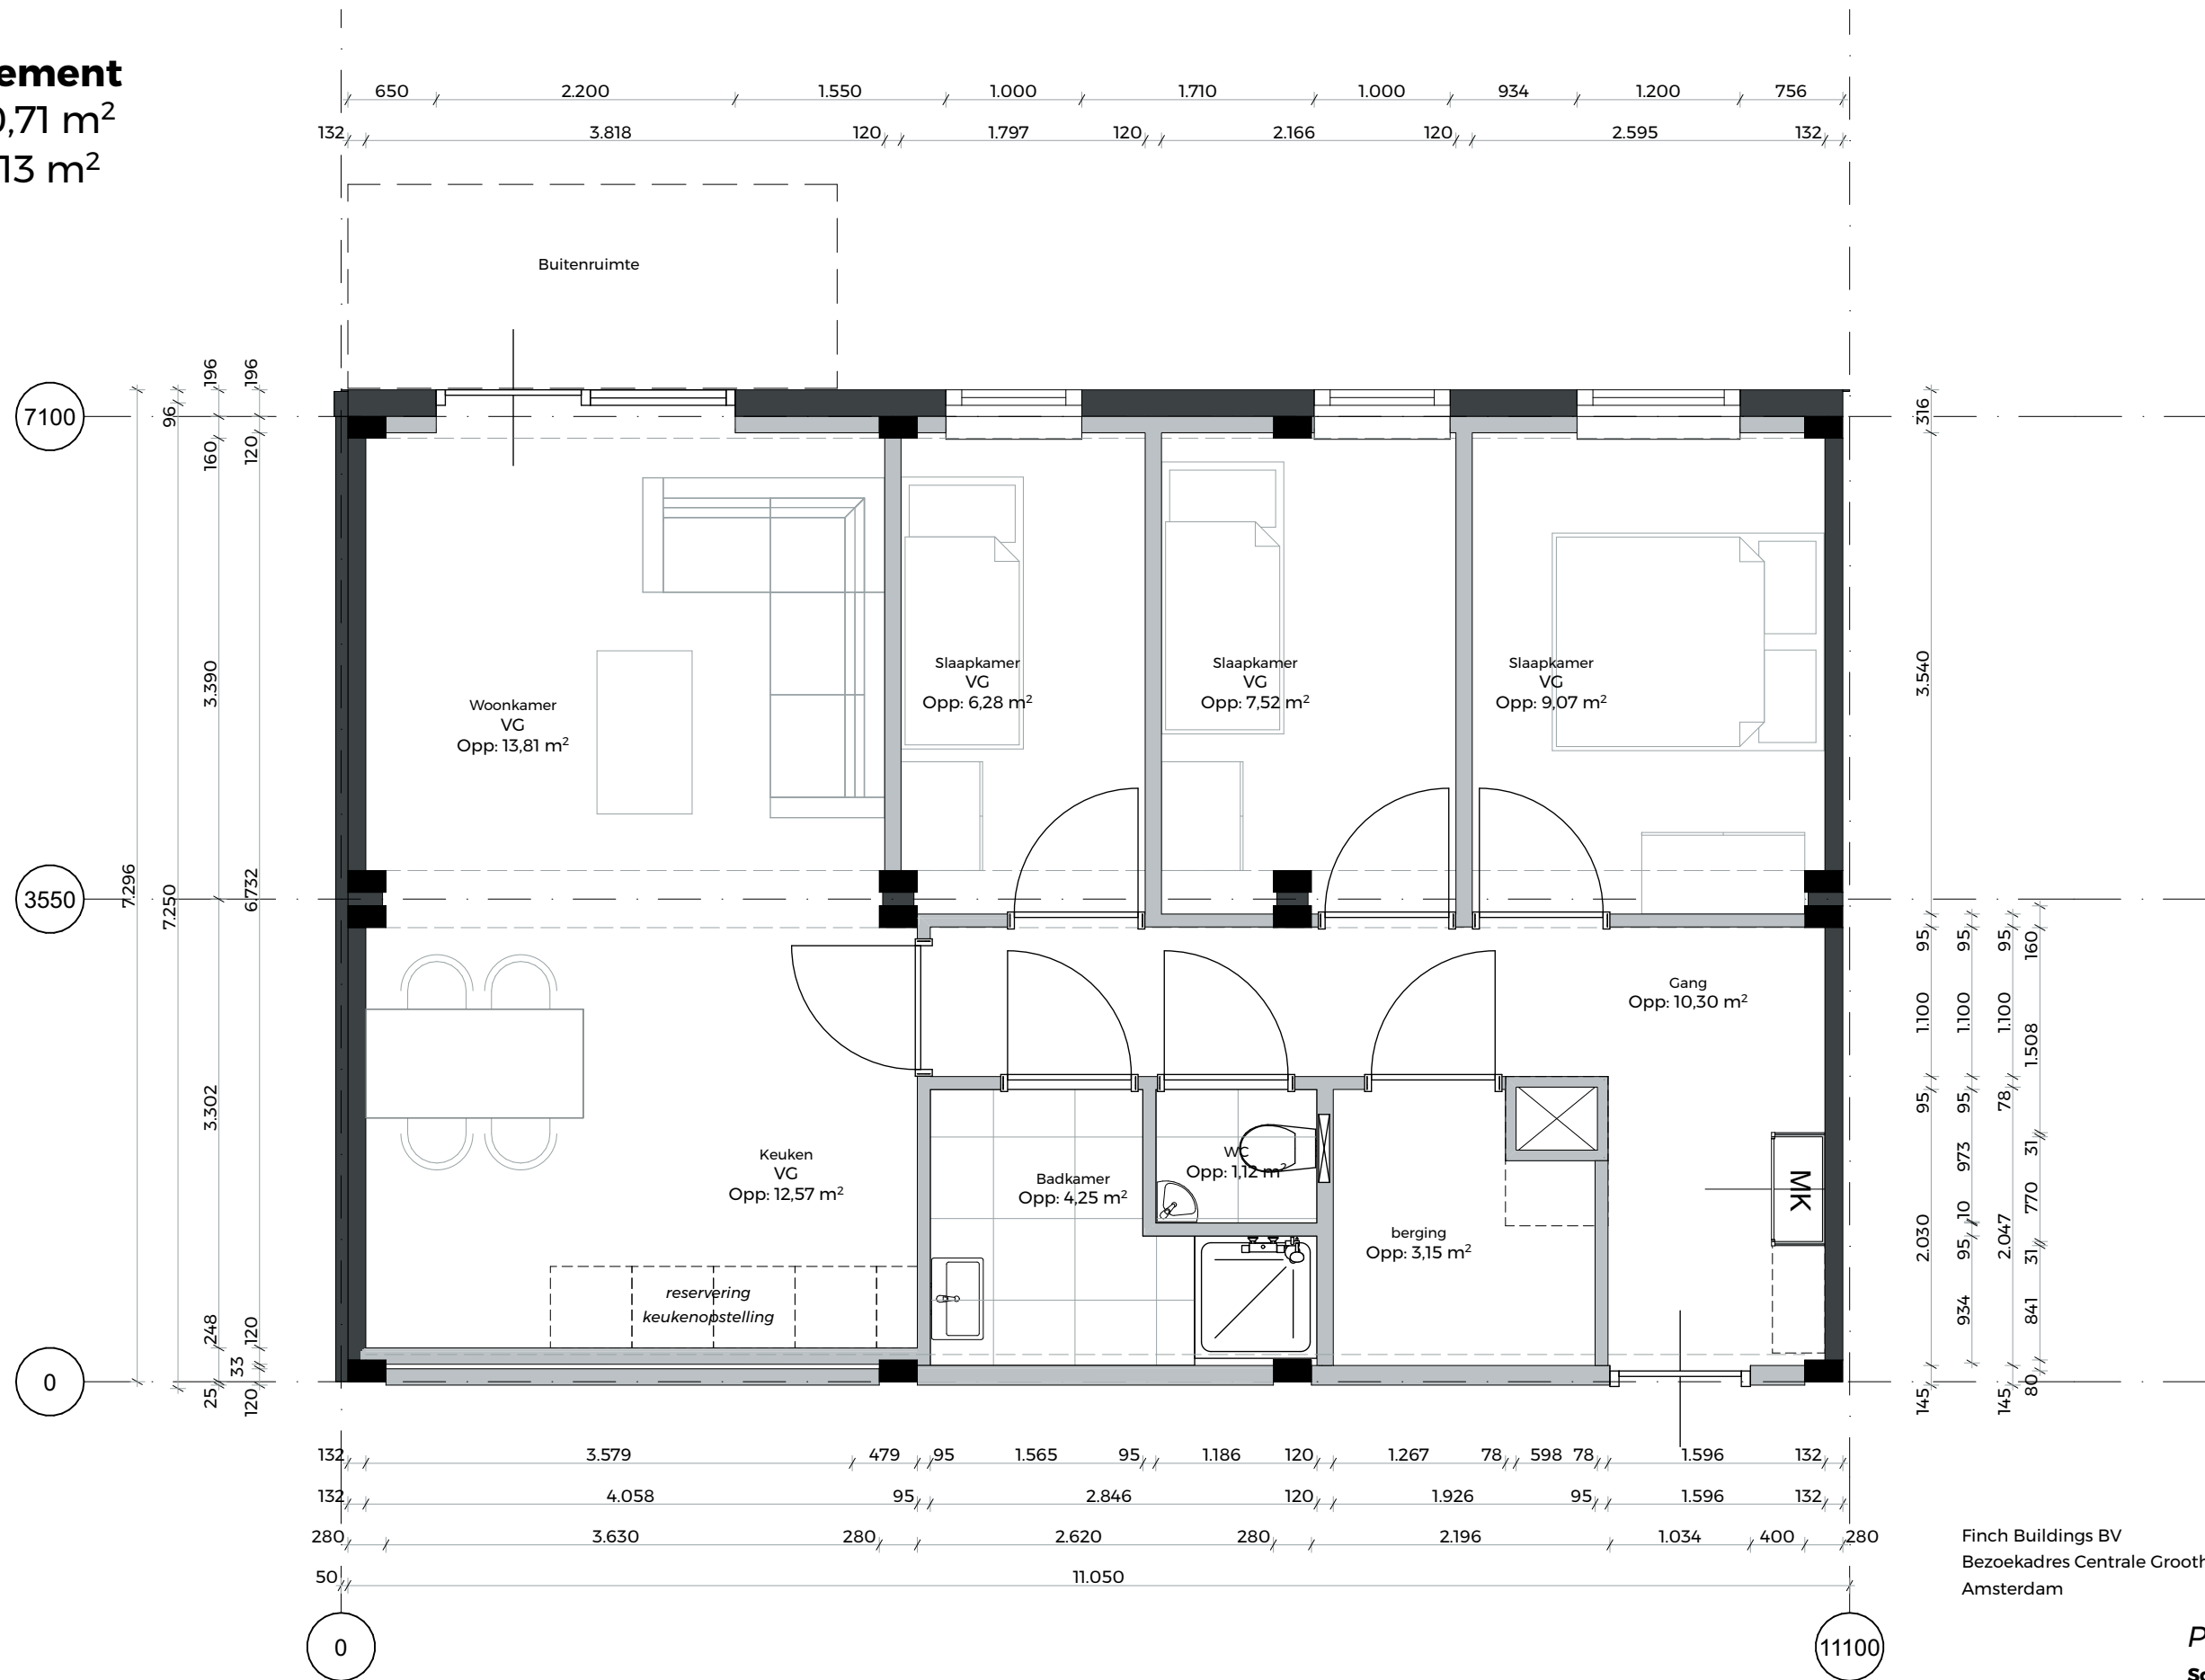 ement
0,71 m²
13 m²
650 2.200 1.550 1.000 1.710 1.000 934 1.200 756
132 3.818 120 1.797 120 2.166 120 2.595 132
Buitenruimte
196 196
96
160 120
316
7100
3.390
3.540
Slaapkamer
VG
Opp: 6,28 m²
Slaapkamer
VG
Opp: 7,52 m²
Slaapkamer
VG
Opp: 9,07 m²
Woonkamer
VG
Opp: 13,81 m²
3550
7.296
7.250
6.732
95 95 95 160
Gang
Opp: 10,30 m²
1.100 1.100 1.100 1.508
3.302
95 95 78
973 31
Keuken
VG
Opp: 12,57 m²
Badkamer
Opp: 4,25 m²
WC
Opp: 1,12 m²
MK
berging
Opp: 3,15 m²
770
2.030 10 95 2.047 31
934 841
reservering
keukenopstelling
248 120
33
25 120
0
145 145 80
132 3.579 479 95 1.565 95 1.186 120 1.267 78 598 78 1.596 132
132 4.058 95 2.846 120 1.926 95 1.596 132
280 3.630 280 2.620 280 2.196 1.034 400 280
50 11.050
0
11100
Finch Buildings BV
Bezoekadres Centrale Grooth
Amsterdam
P